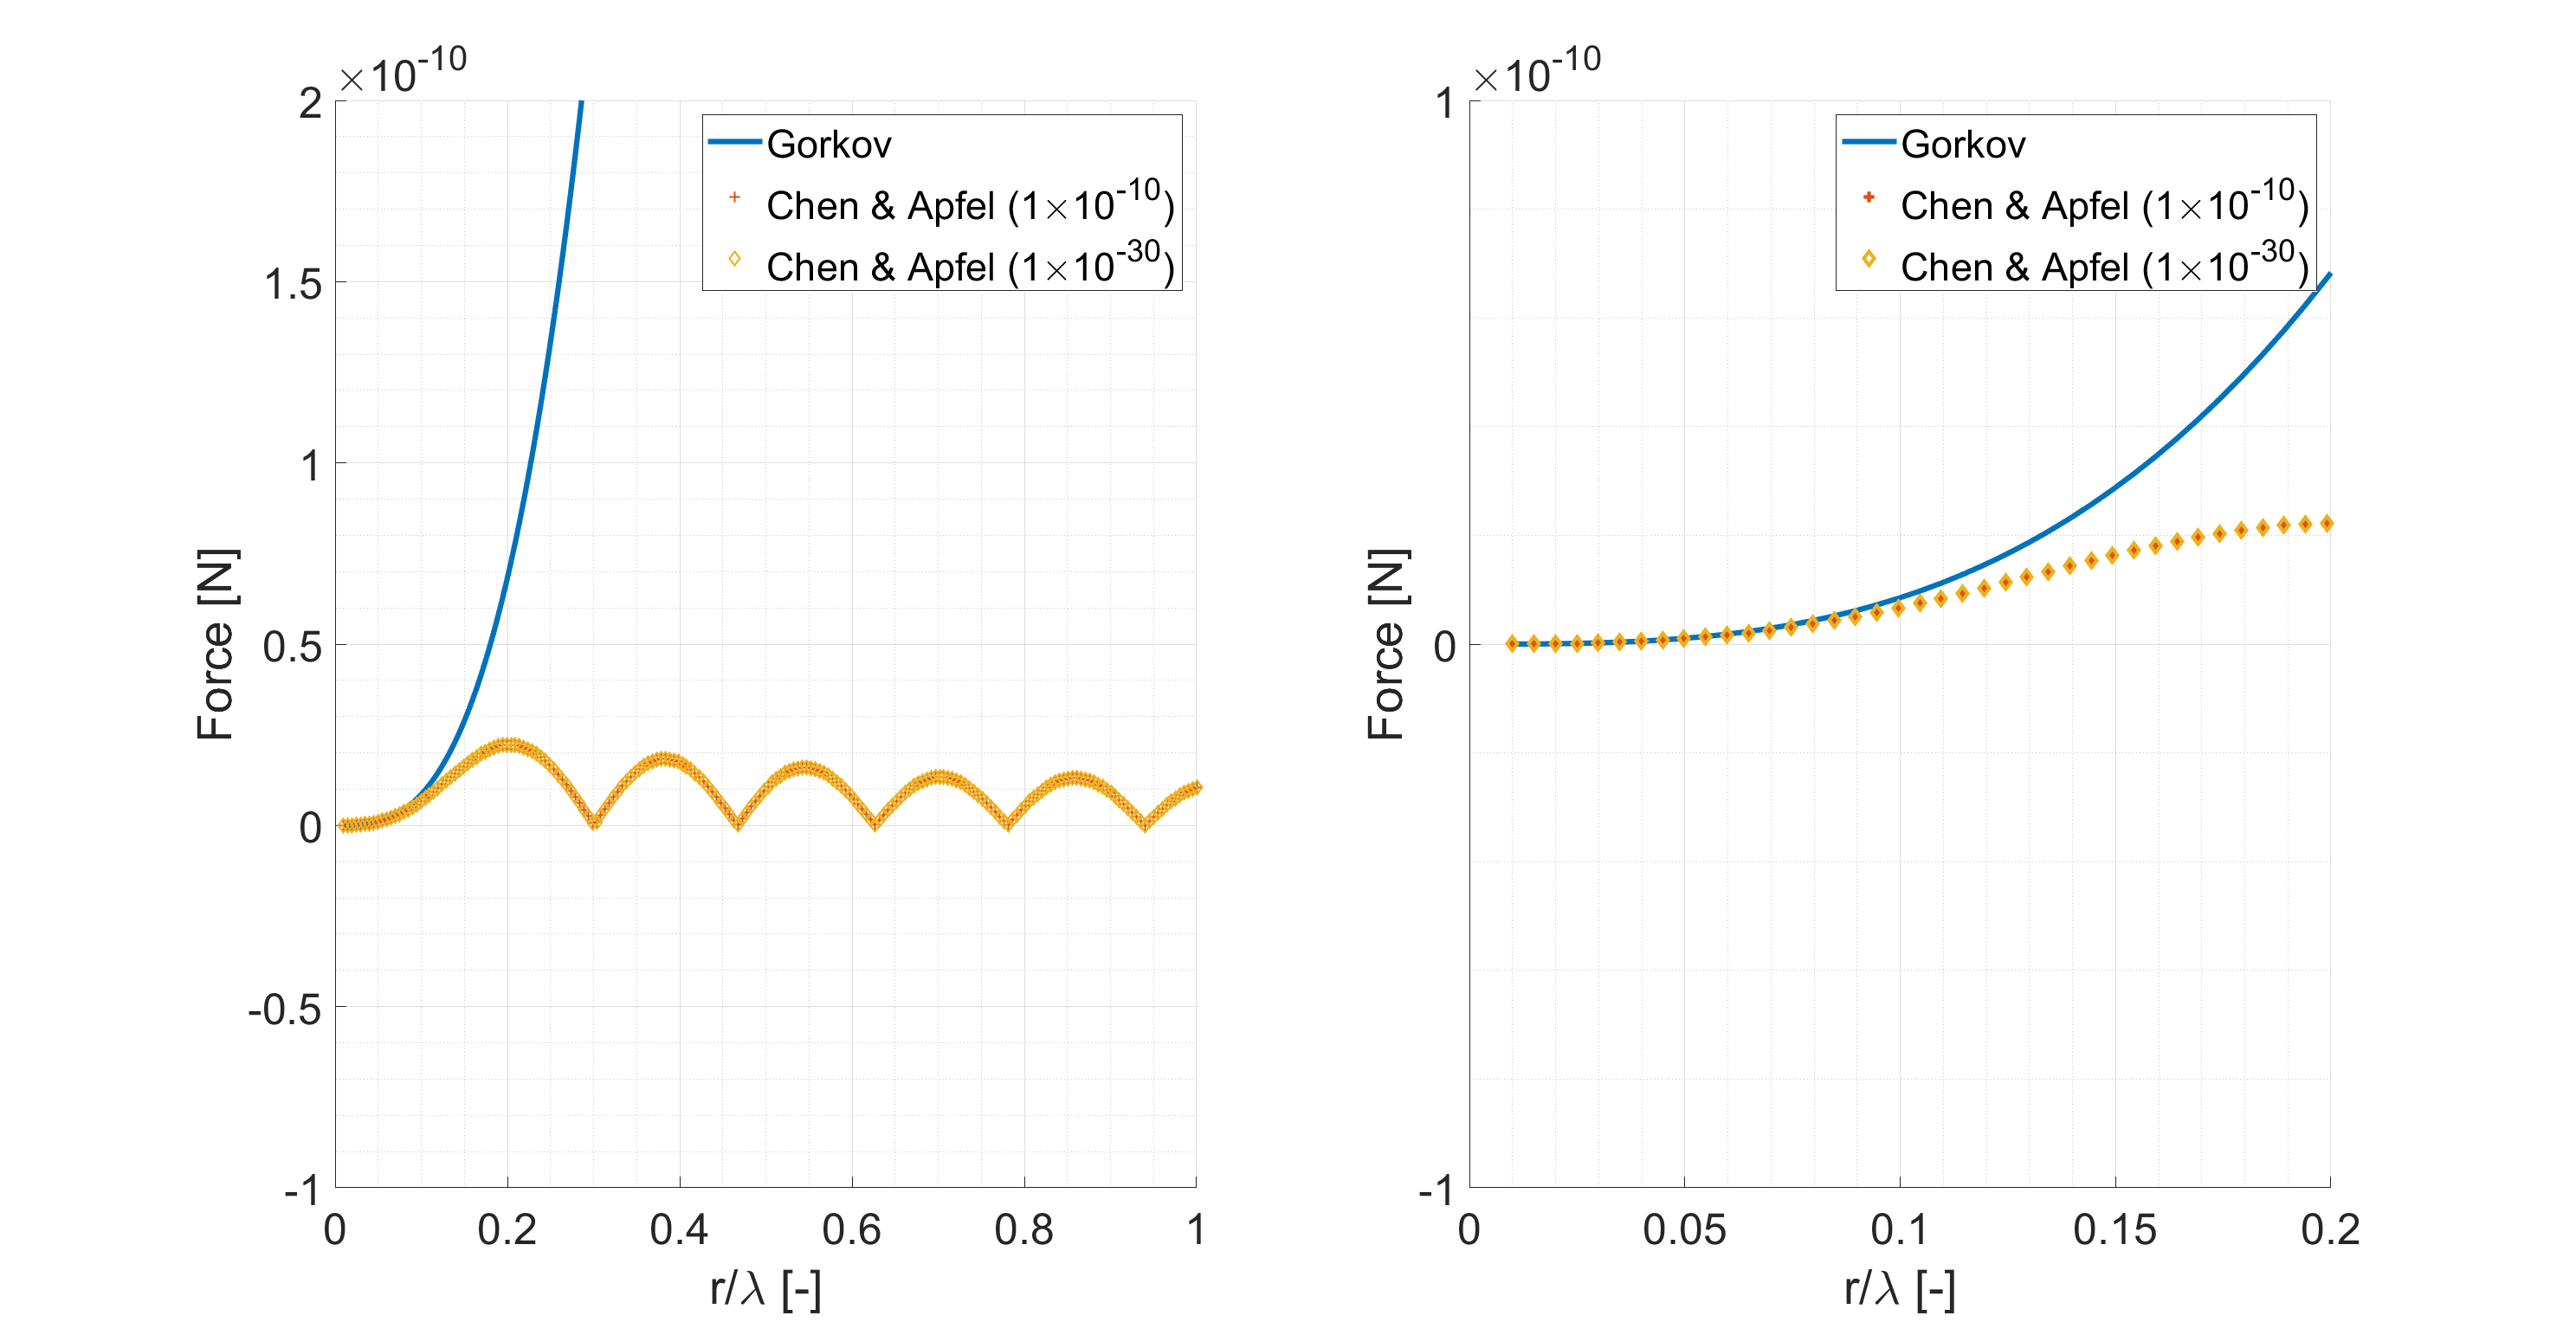 ×10^-10
2
1.5
1
0.5
0
-0.5
-1
Force [N]
0 0.2 0.4 0.6 0.8 1
r/λ [-]
Gorkov
Chen & Apfel (1×10^-10)
Chen & Apfel (1×10^-30)
×10^-10
1
0
-1
Force [N]
0 0.05 0.1 0.15 0.2
r/λ [-]
Gorkov
Chen & Apfel (1×10^-10)
Chen & Apfel (1×10^-30)